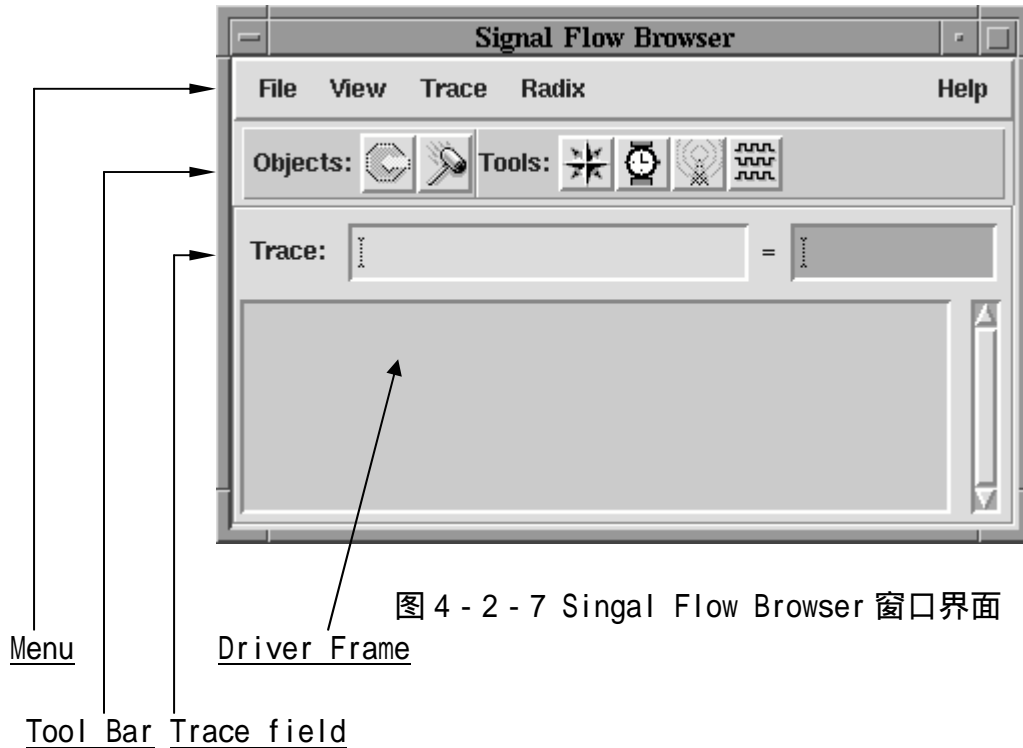 Signal Flow Browser
File View Trace Radix Help
Objects: Tools:
Trace: =
图 4 - 2 - 7 Singal Flow Browser 窗口界面
Menu Driver Frame
Tool Bar Trace field